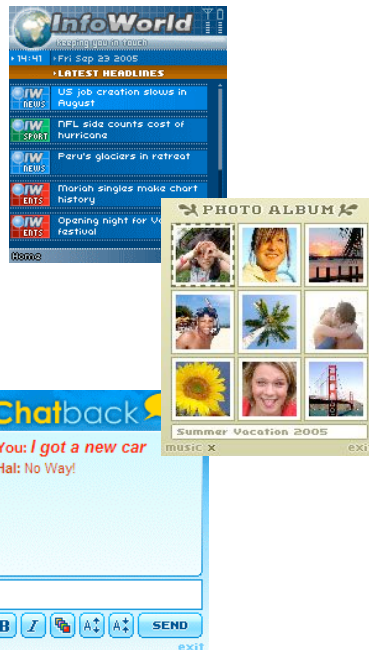 InfoWorld
keeping you in touch
14:41 Fri Sep 23 2005
LATEST HEADLINES
IW NEWS
US job creation slows in
August
IW SPORT
NFL side counts cost of
hurricane
IW NEWS
Peru's glaciers in retreat
IW ENTS
Mariah singles make chart
history
IW ENTS
Opening night for
festival
Home
PHOTO ALBUM
Summer Vacation 2005
music x exi
Chatback
You: I got a new car
Hal: No Way!
B I A A SEND
exit